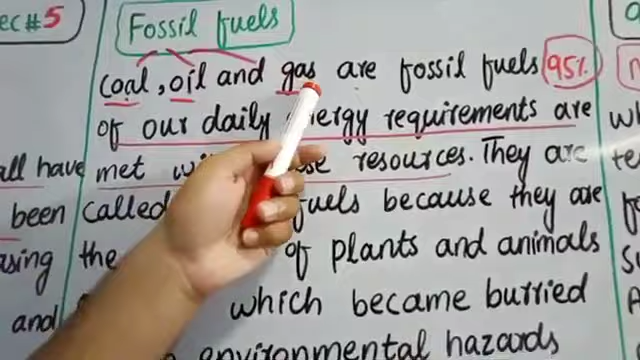 ec#5
Fossil fuels
coal, oil and gas are fossil fuels 95%
of our daily energy requirements are
met these resources. They are
called fuels because they are
the of plants and animals
which became burried
environmental hazards
all have
been
and